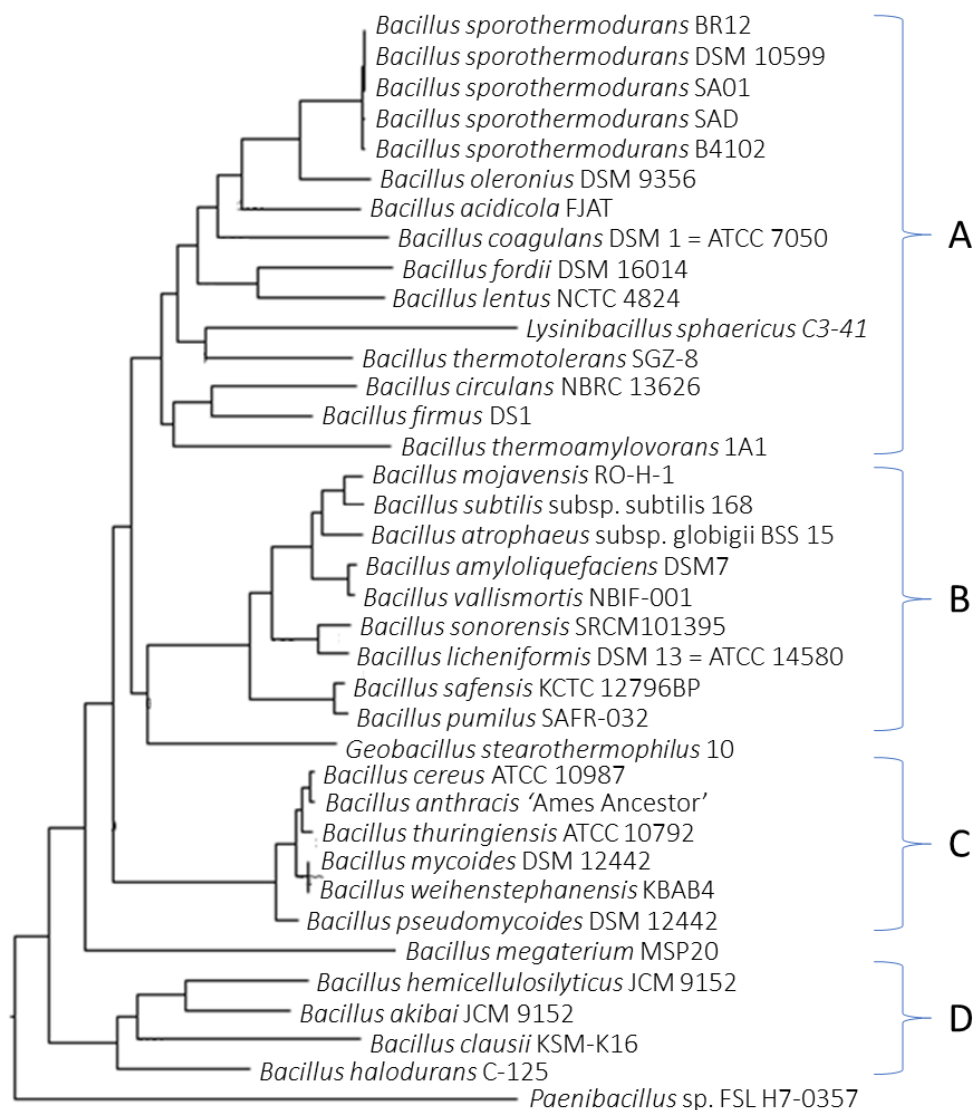 Bacillus sporothermodurans BR12
Bacillus sporothermodurans DSM 10599
Bacillus sporothermodurans SA01
Bacillus sporothermodurans SAD
Bacillus sporothermodurans B4102
Bacillus oleronius DSM 9356
Bacillus acidicola FJAT
Bacillus coagulans DSM 1 = ATCC 7050
A
Bacillus fordii DSM 16014
Bacillus lentus NCTC 4824
Lysinibacillus sphaericus C3-41
Bacillus thermotolerans SGZ-8
Bacillus circulans NBRC 13626
Bacillus firmus DS1
Bacillus thermoamylovorans 1A1
Bacillus mojavensis RO-H-1
Bacillus subtilis subsp. subtilis 168
Bacillus atrophaeus subsp. globigii BSS 15
Bacillus amyloliquefaciens DSM7
Bacillus vallismortis NBIF-001
B
Bacillus sonorensis SRCM101395
Bacillus licheniformis DSM 13 = ATCC 14580
Bacillus safensis KCTC 12796BP
Bacillus pumilus SAFR-032
Geobacillus stearothermophilus 10
Bacillus cereus ATCC 10987
Bacillus anthracis ‘Ames Ancestor’
Bacillus thuringiensis ATCC 10792
C
Bacillus mycoides DSM 12442
Bacillus weihenstephanensis KBAB4
Bacillus pseudomycoides DSM 12442
Bacillus megaterium MSP20
Bacillus hemicellulosilyticus JCM 9152
Bacillus akibai JCM 9152
D
Bacillus clausii KSM-K16
Bacillus halodurans C-125
Paenibacillus sp. FSL H7-0357